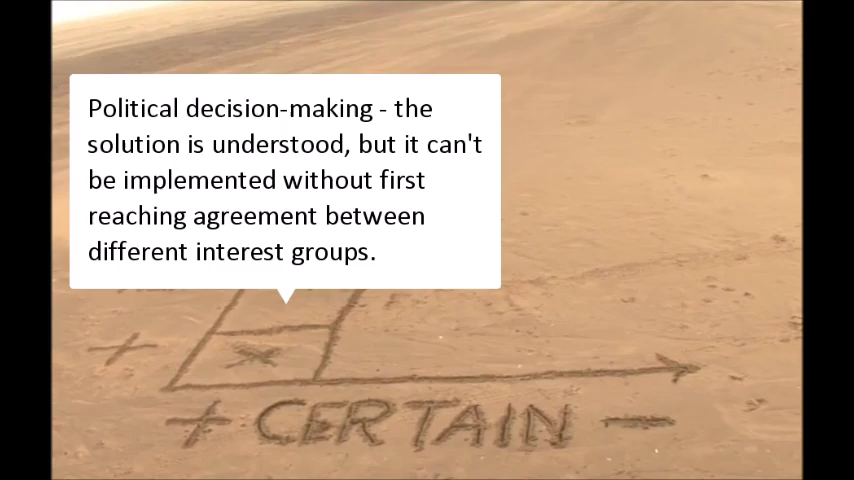 Political decision-making - the
solution is understood, but it can't
be implemented without first
reaching agreement between
different interest groups.
+
x
+ CERTAIN -